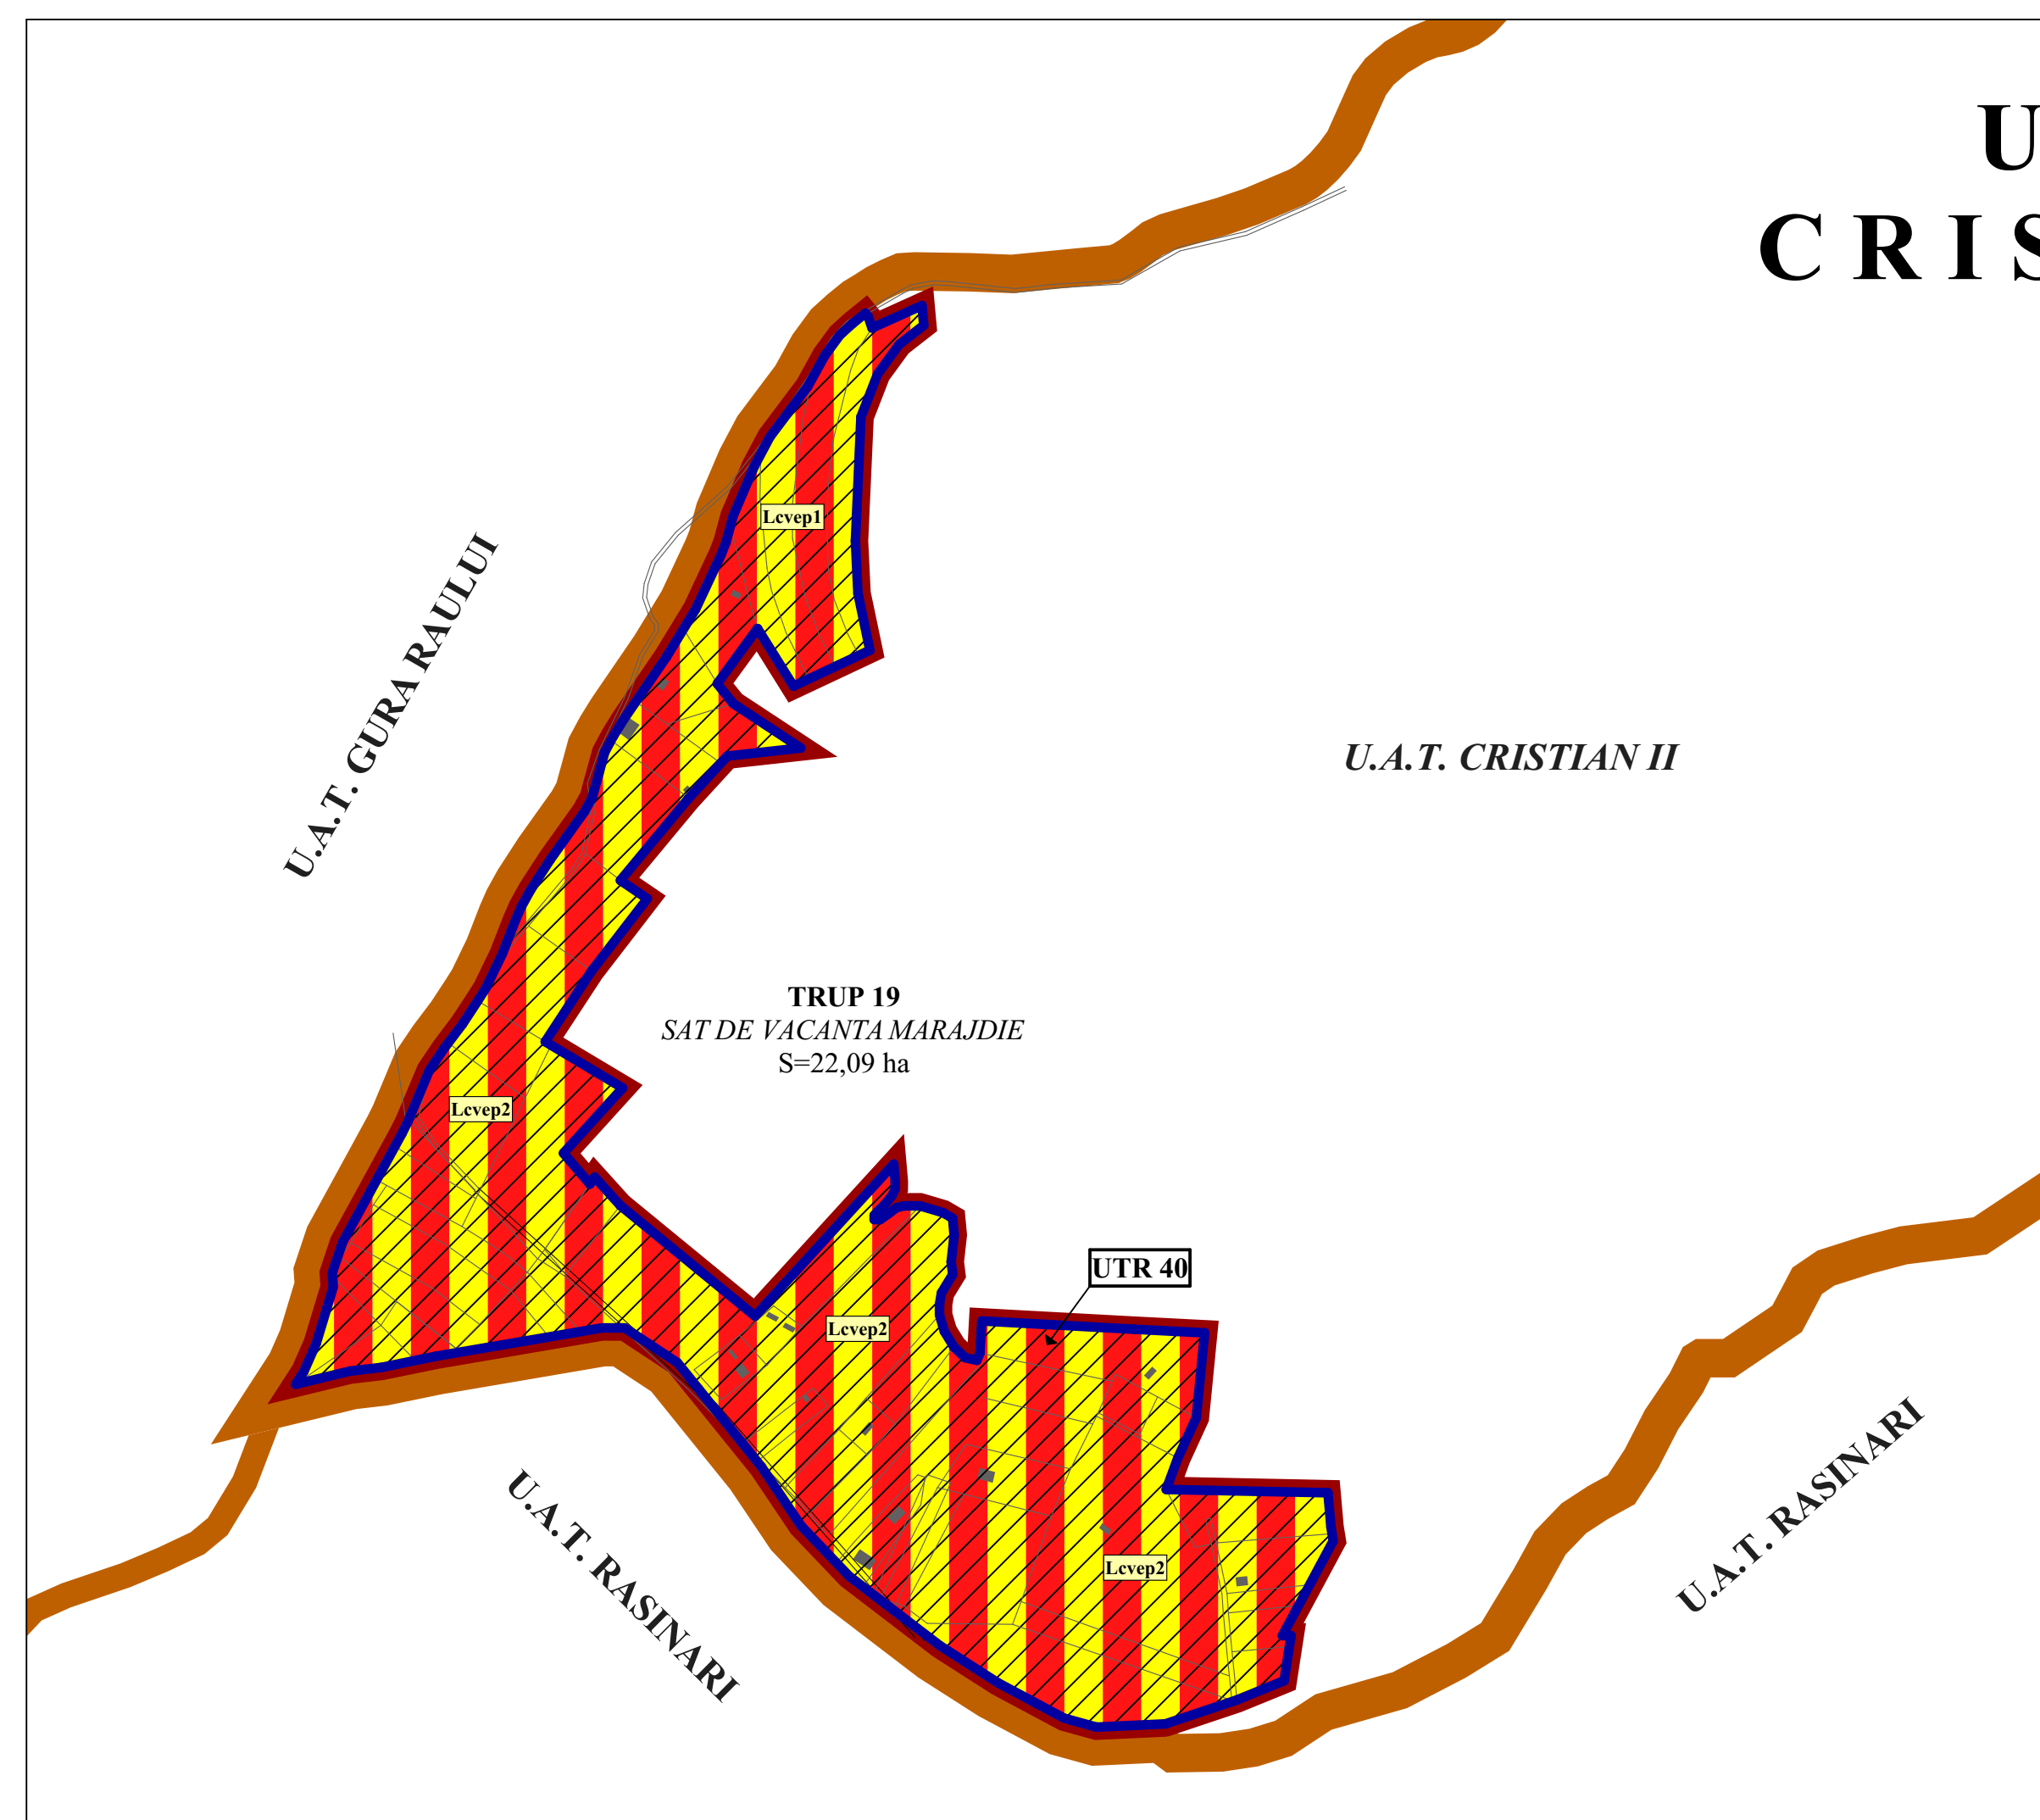 U
CRIS
Lcvep1
U.A.T. GURA RAULUI
U.A.T. CRISTIAN II
TRUP 19
SAT DE VACANTA MARAJDIE
S=22,09 ha
Lcvep2
UTR 40
Lcvep2
U.A.T. RASINARI
U.A.T. RASINARI
Lcvep2